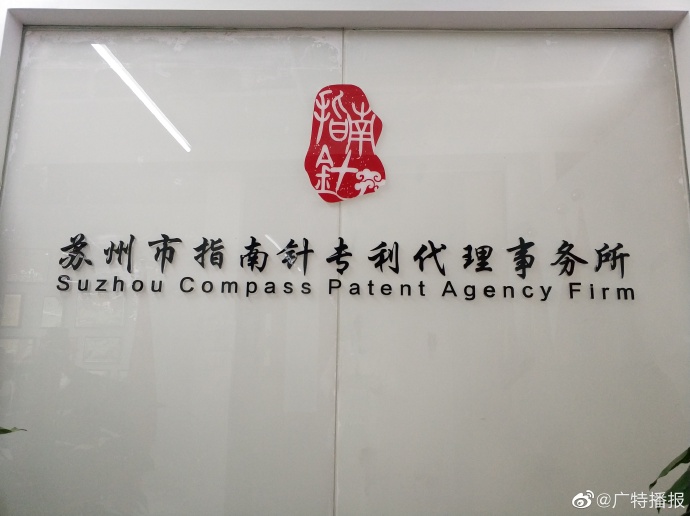 指南
針
苏州市指南针专利代理事务所
Suzhou Compass Patent Agency Firm
@广特播报